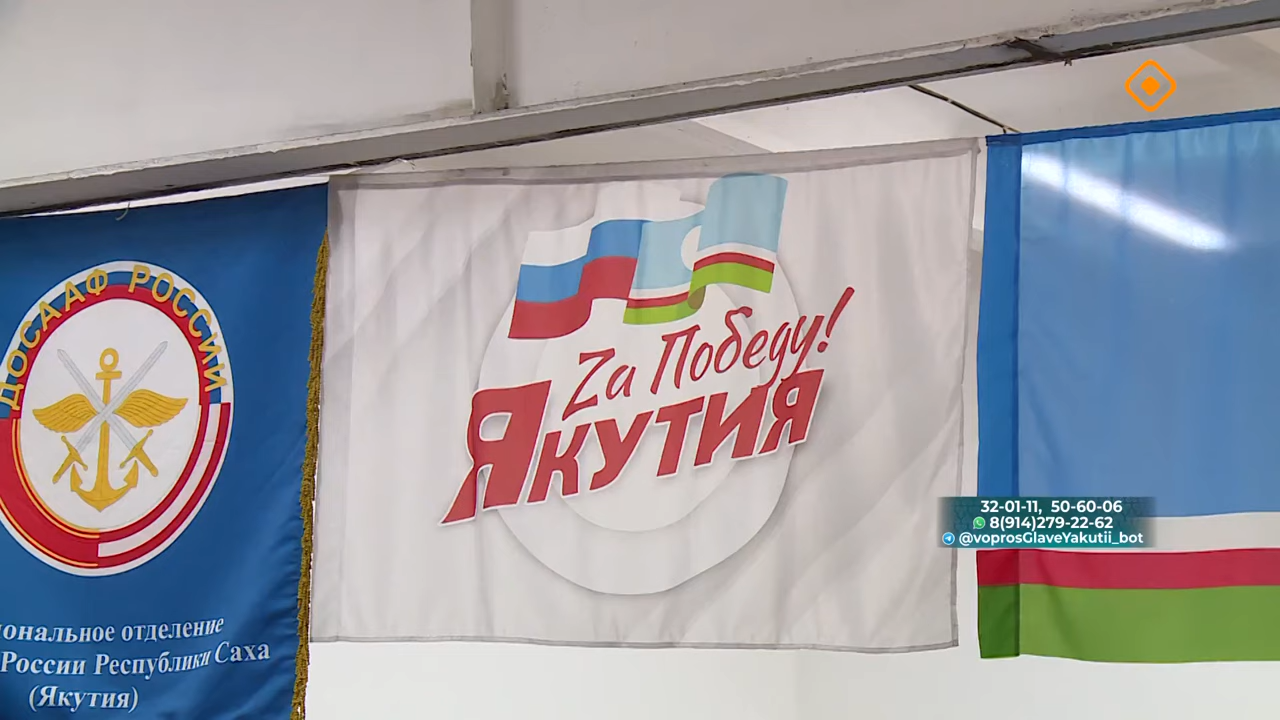 ДОСААФ РОССИИ
отделение
России Республики Саха
(Якутия)
Zа Победу!
ЯКУТИЯ
32-01-11, 50-60-06
8(914)279-22-62
@voprosGlaveYakutii_bot